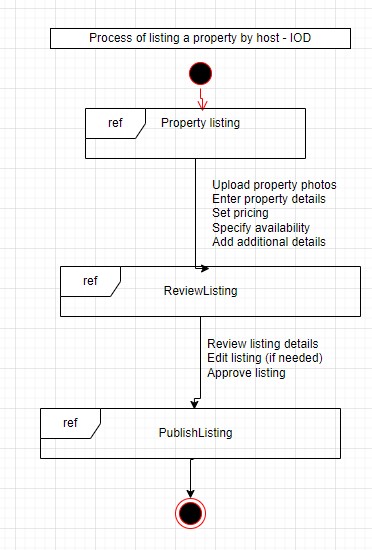 Process of listing a property by host - IOD
ref
Property listing
Upload property photos
Enter property details
Set pricing
Specify availability
Add additional details
ref
ReviewListing
Review listing details
Edit listing (if needed)
Approve listing
ref
PublishListing